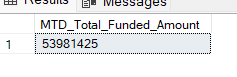 Results Messages
MTD_Total_Funded_Amount
1 53981425